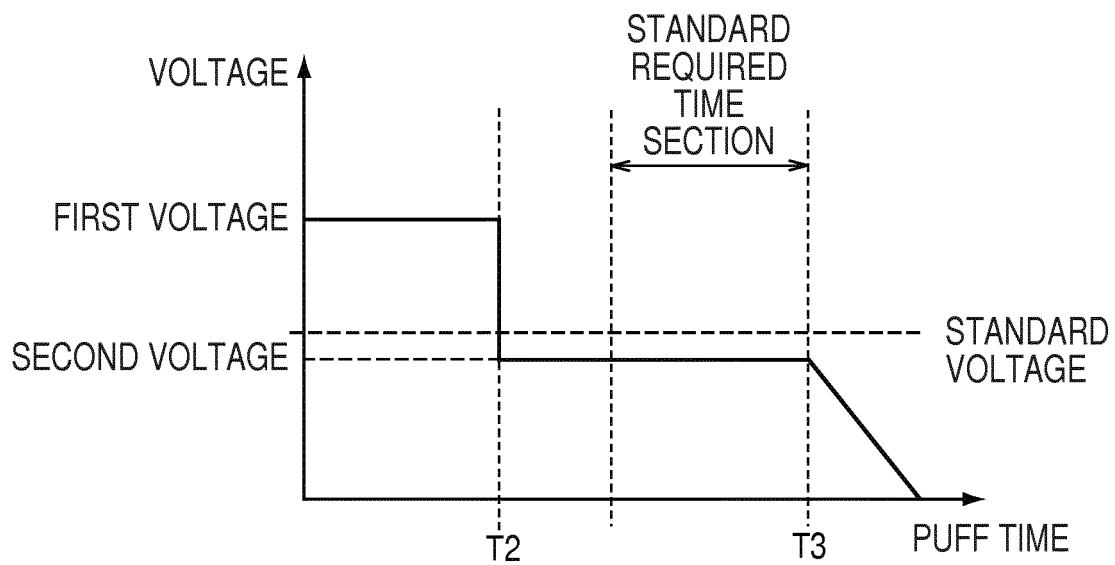 STANDARD
REQUIRED
TIME
SECTION
VOLTAGE
FIRST VOLTAGE
SECOND VOLTAGE
STANDARD
VOLTAGE
T2
T3
PUFF TIME